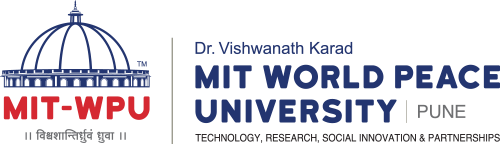 TM
MIT-WPU
।। विश्वशान्तिर्ध्रुवं ध्रुवा ।।
Dr. Vishwanath Karad
MIT WORLD PEACE
UNIVERSITY | PUNE
TECHNOLOGY, RESEARCH, SOCIAL INNOVATION & PARTNERSHIPS